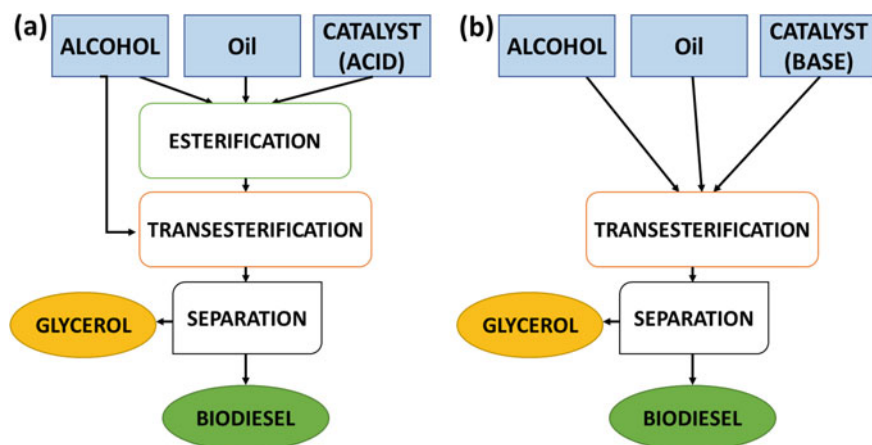 (a)
ALCOHOL
Oil
CATALYST
(ACID)
ESTERIFICATION
TRANSESTERIFICATION
SEPARATION
GLYCEROL
BIODIESEL
(b)
ALCOHOL
Oil
CATALYST
(BASE)
TRANSESTERIFICATION
SEPARATION
GLYCEROL
BIODIESEL